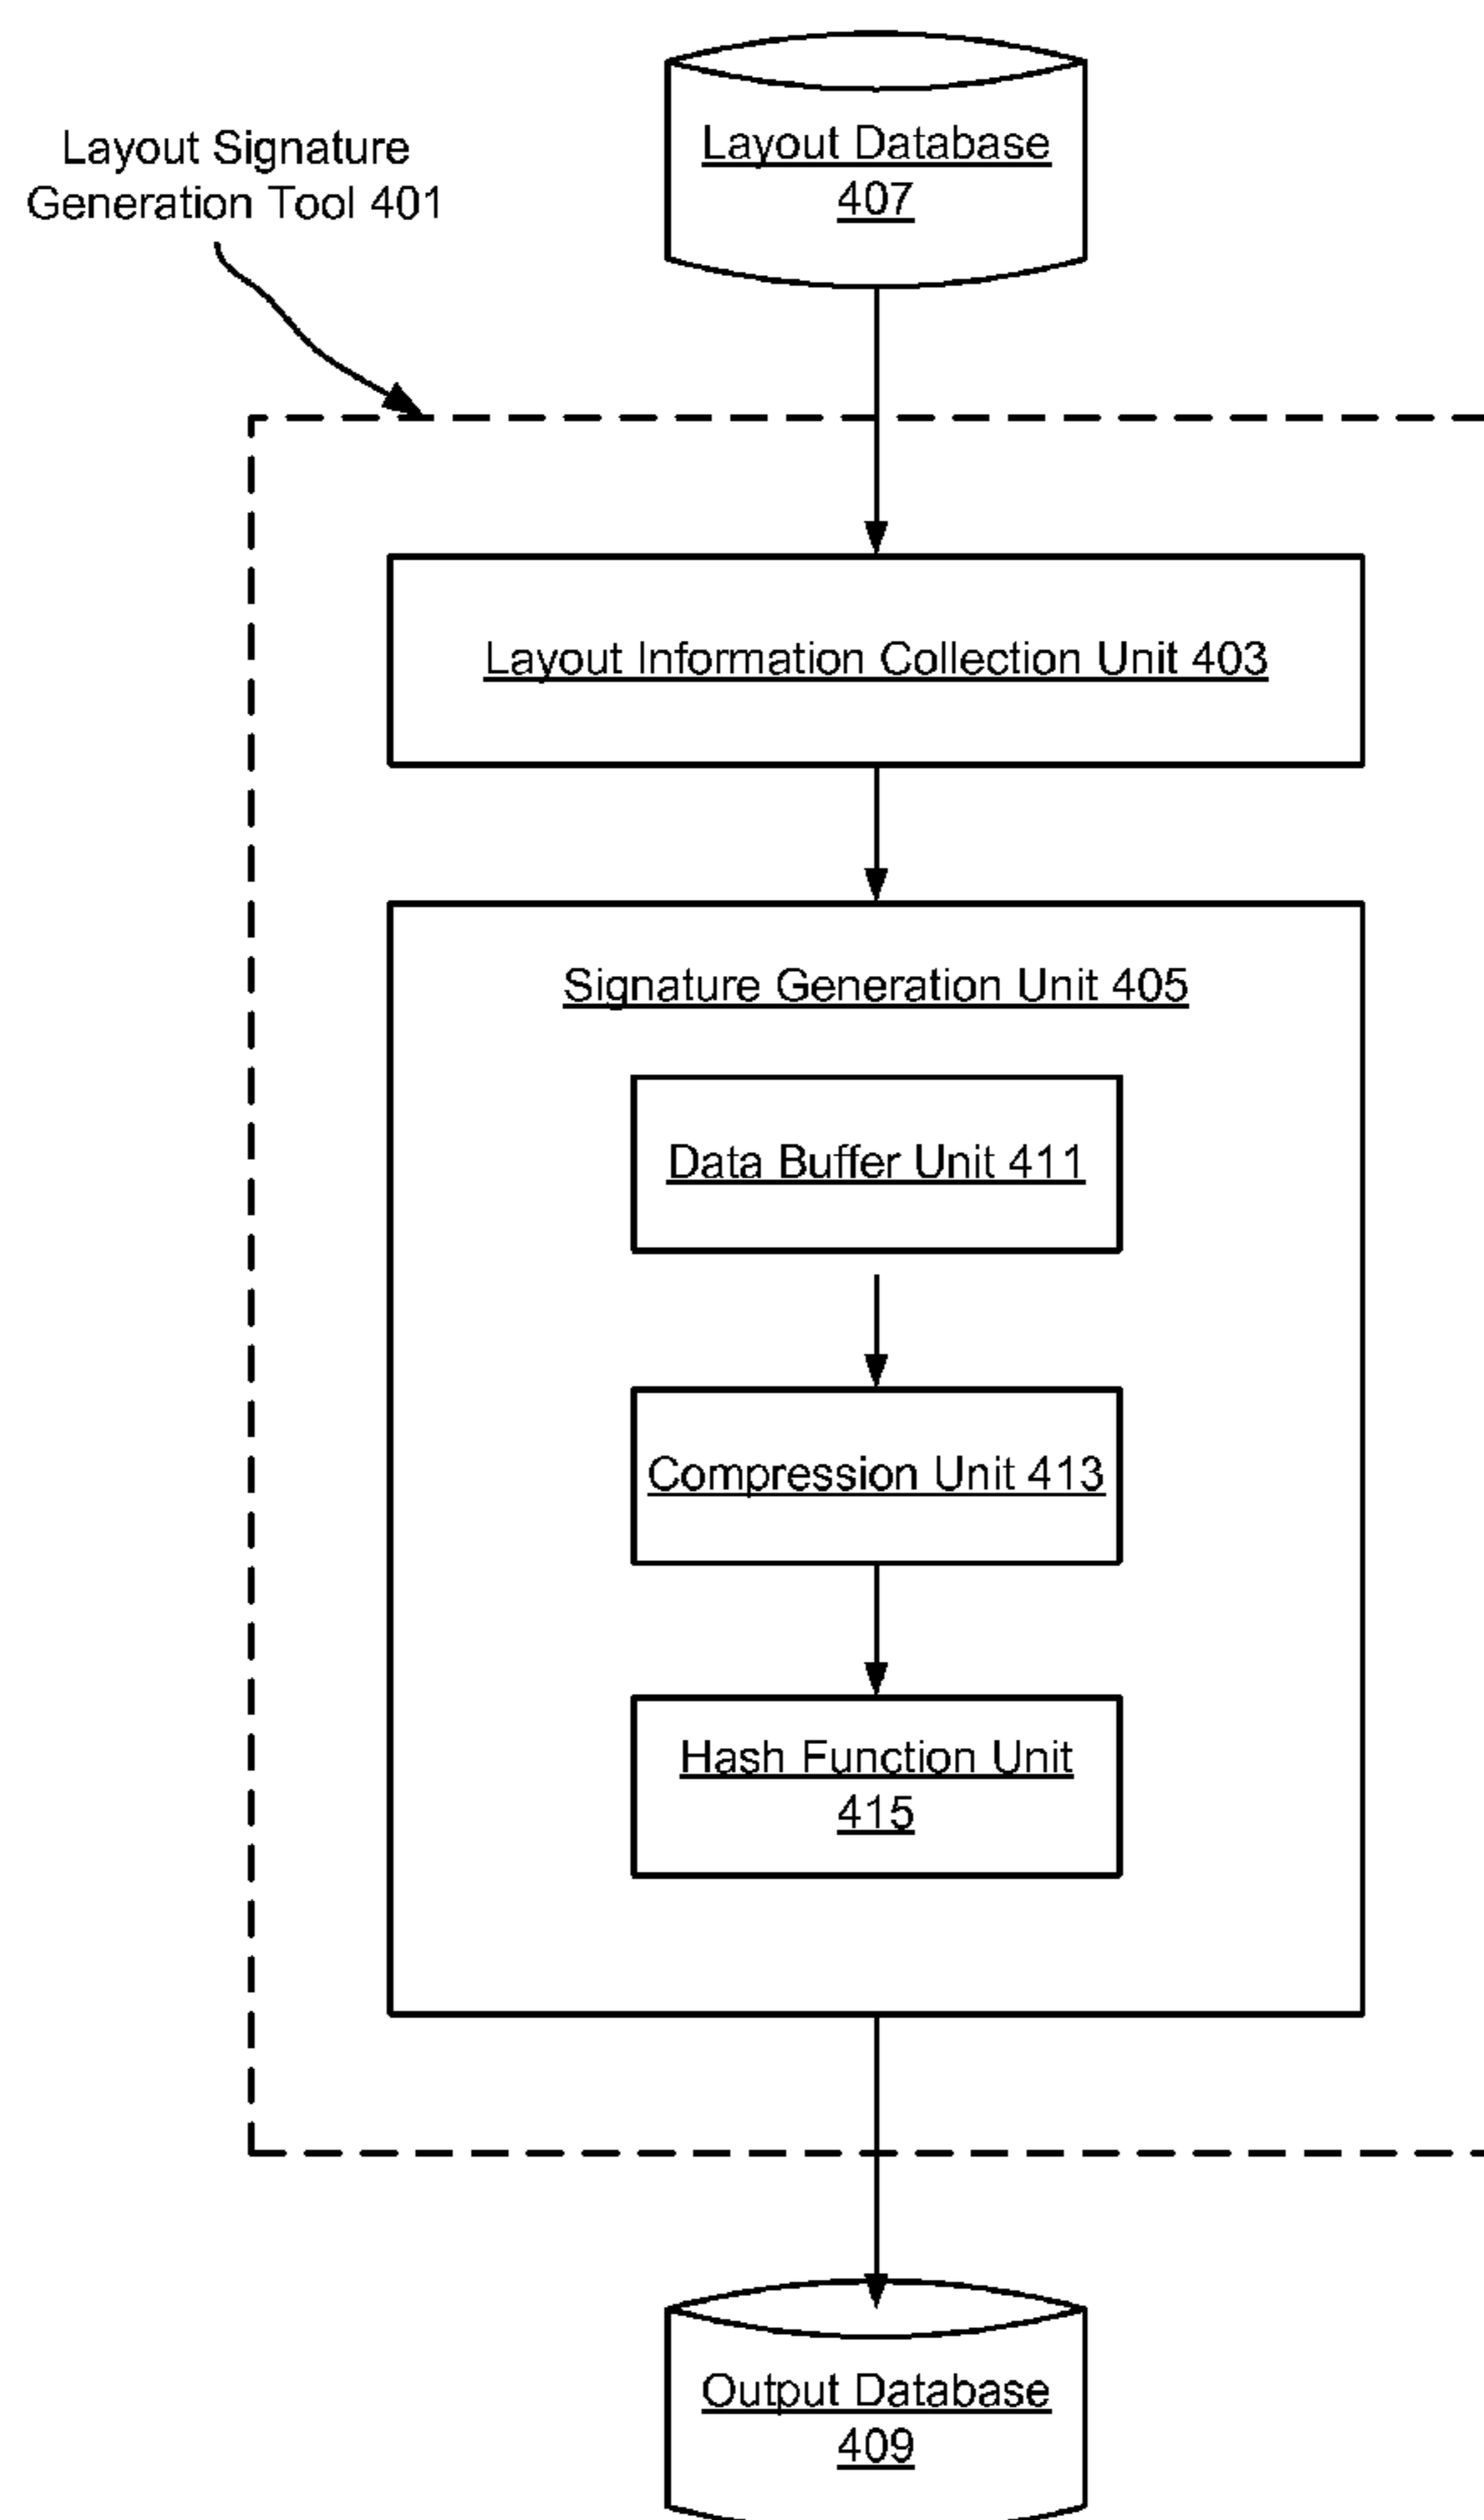 Layout Database
407
Layout Signature
Generation Tool 401
Layout Information Collection Unit 403
Signature Generation Unit 405
Data Buffer Unit 411
Compression Unit 413
Hash Function Unit
415
Output Database
409